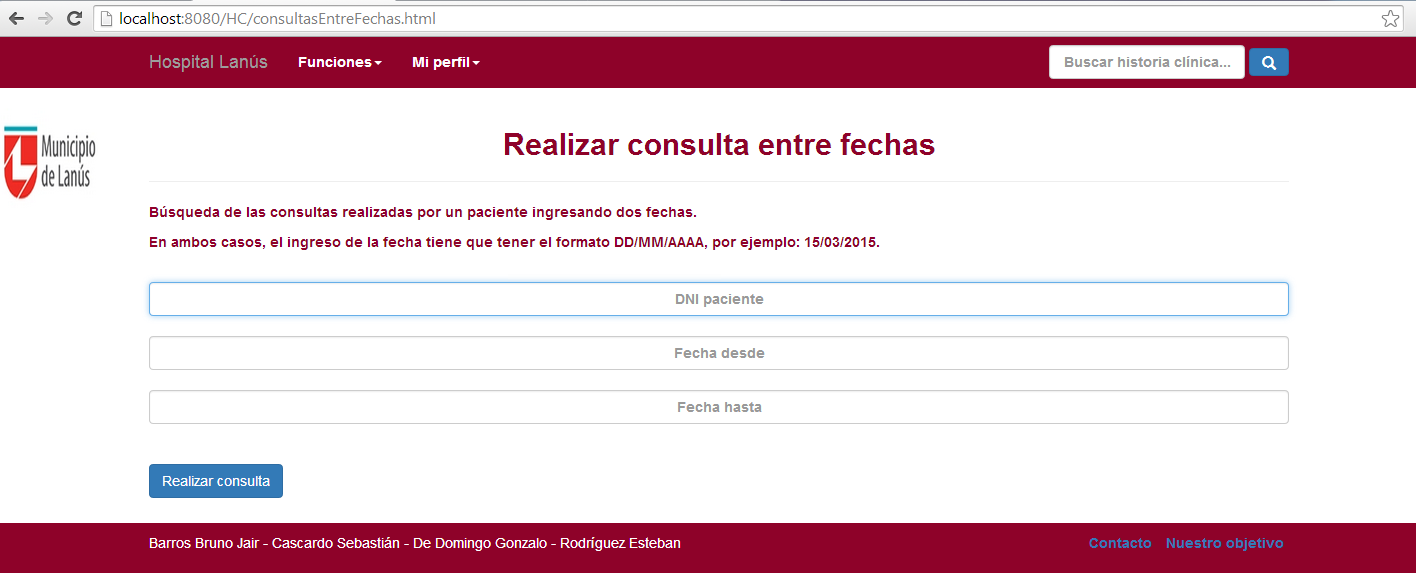 localhost:8080/HC/consultasEntreFechas.html
Hospital Lanús Funciones Mi perfil Buscar historia clínica...
Municipio
de Lanús
Realizar consulta entre fechas
Búsqueda de las consultas realizadas por un paciente ingresando dos fechas.
En ambos casos, el ingreso de la fecha tiene que tener el formato DD/MM/AAAA, por ejemplo: 15/03/2015.
DNI paciente
Fecha desde
Fecha hasta
Realizar consulta
Barros Bruno Jair - Cascardo Sebastián - De Domingo Gonzalo - Rodríguez Esteban Contacto Nuestro objetivo